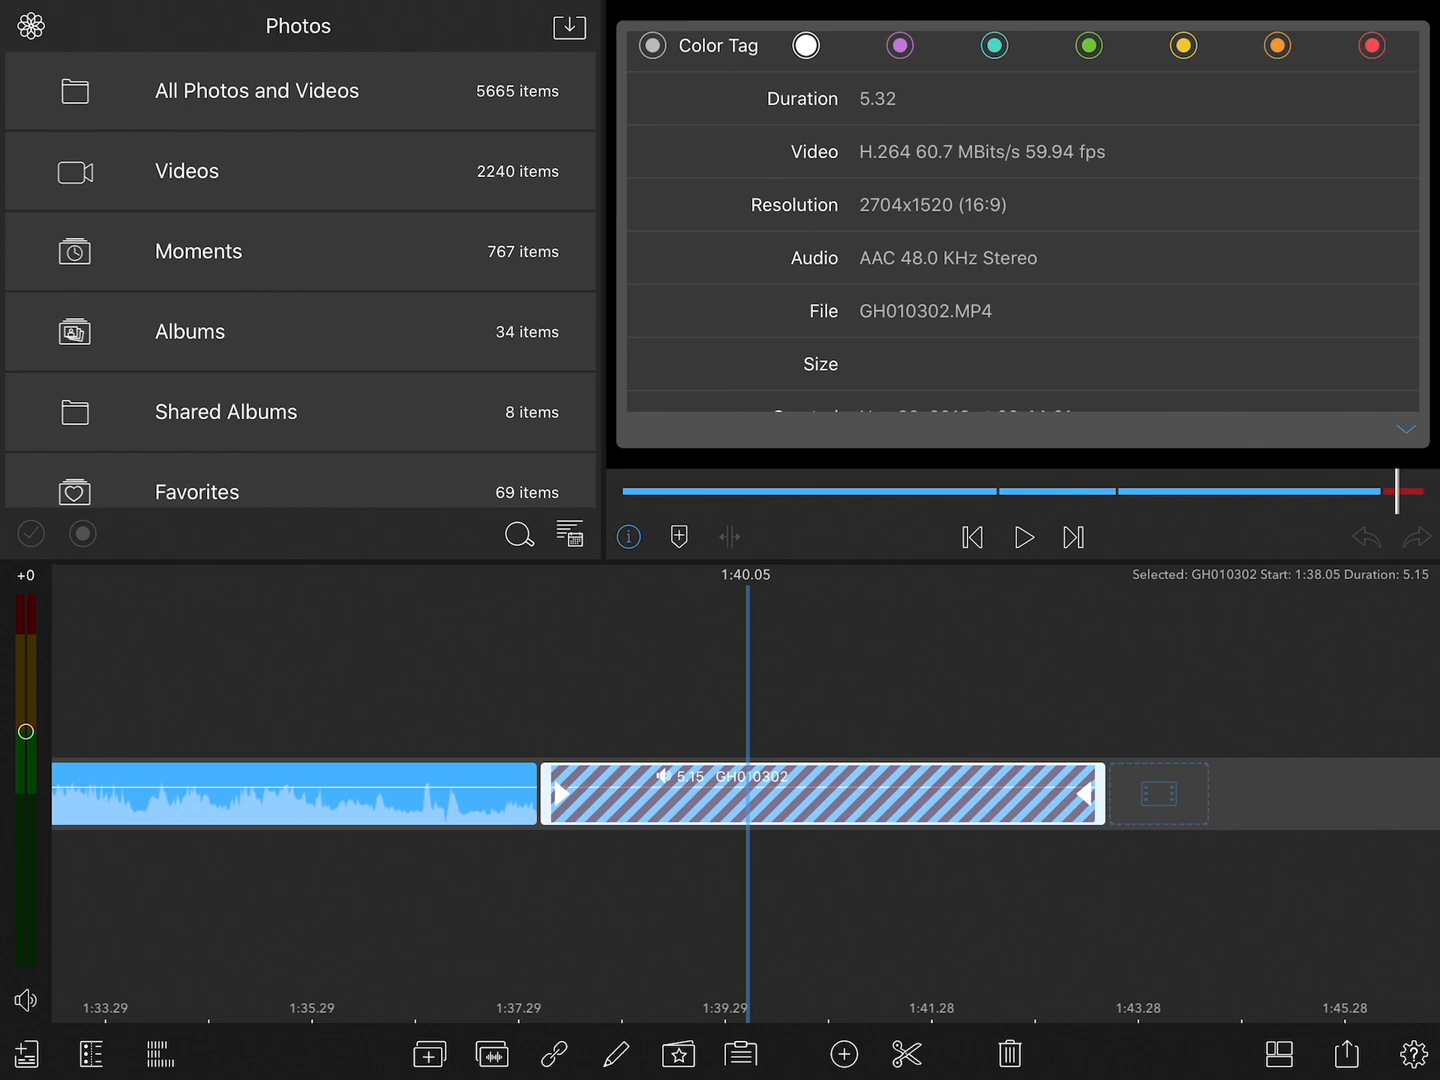 Photos
All Photos and Videos 5665 items
Videos 2240 items
Moments 767 items
Albums 34 items
Shared Albums 8 items
Favorites 69 items
Color Tag
Duration 5.32
Video H.264 60.7 MBits/s 59.94 fps
Resolution 2704x1520 (16:9)
Audio AAC 48.0 KHz Stereo
File GH010302.MP4
Size
+0
1:40.05
Selected: GH010302 Start: 1:38.05 Duration: 5.15
5.15 GH010302
1:33.29 1:35.29 1:37.29 1:39.29 1:41.28 1:43.28 1:45.28